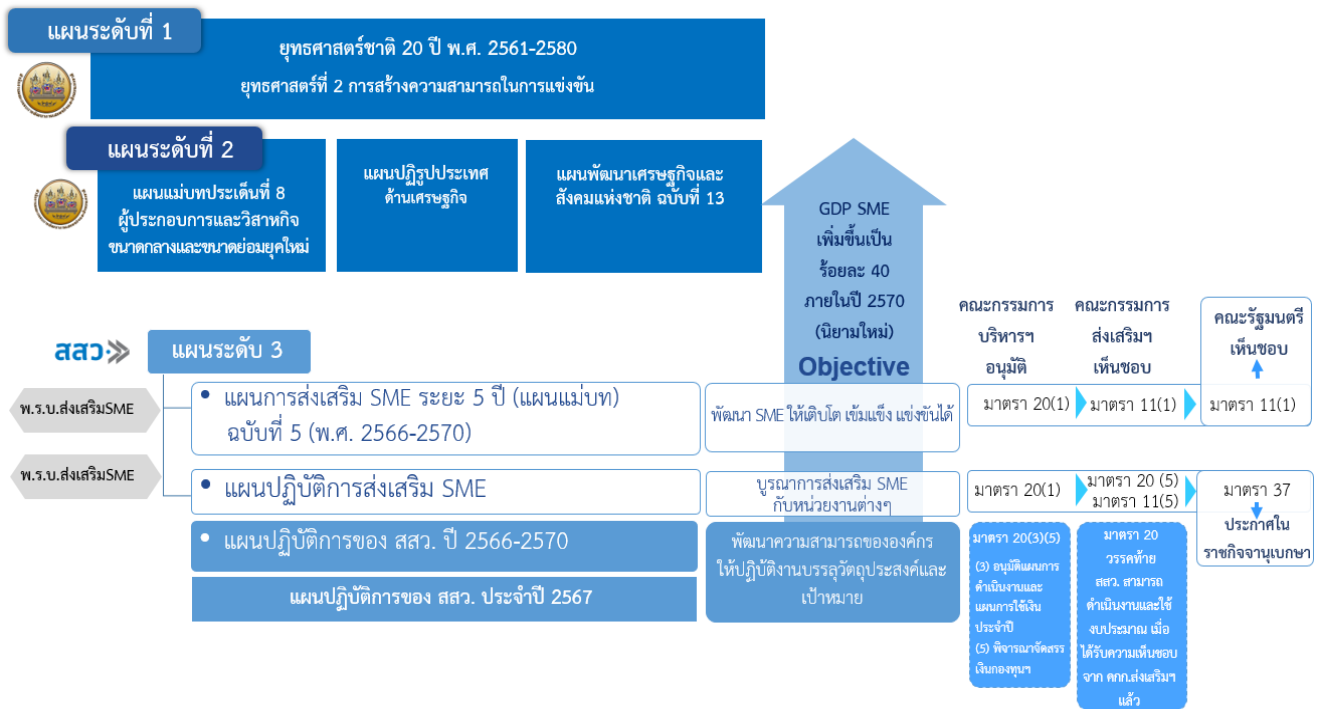 แผนระดับที่ 1
ยุทธศาสตร์ชาติ 20 ปี พ.ศ. 2561-2580
ยุทธศาสตร์ที่ 2 การสร้างความสามารถในการแข่งขัน
แผนระดับที่ 2
แผนแม่บทประเด็นที่ 8
ผู้ประกอบการและวิสาหกิจ
ขนาดกลางและขนาดย่อมยุคใหม่
แผนปฏิรูปประเทศ
ด้านเศรษฐกิจ
แผนพัฒนาเศรษฐกิจและ
สังคมแห่งชาติ ฉบับที่ 13
GDP SME
เพิ่มขึ้นเป็น
ร้อยละ 40
ภายในปี 2570
(นิยามใหม่)
Objective
คณะกรรมการ
บริหารฯ
อนุมัติ
คณะกรรมการ
ส่งเสริมฯ
เห็นชอบ
คณะรัฐมนตรี
เห็นชอบ
สสว
แผนระดับ 3
พ.ร.บ.ส่งเสริมSME
• แผนการส่งเสริม SME ระยะ 5 ปี (แผนแม่บท)
ฉบับที่ 5 (พ.ศ. 2566-2570)
พัฒนา SME ให้เติบโต เข้มแข็ง แข่งขันได้
มาตรา 20(1)
มาตรา 11(1)
มาตรา 11(1)
พ.ร.บ.ส่งเสริมSME
• แผนปฏิบัติการส่งเสริม SME
บูรณาการส่งเสริม SME
กับหน่วยงานต่างๆ
มาตรา 20(1)
มาตรา 20 (5)
มาตรา 11(5)
มาตรา 37
ประกาศใน
ราชกิจจานุเบกษา
• แผนปฏิบัติการของ สสว. ปี 2566-2570
แผนปฏิบัติการของ สสว. ประจำปี 2567
พัฒนาความสามารถขององค์กร
ให้ปฏิบัติงานบรรลุวัตถุประสงค์และ
เป้าหมาย
มาตรา 20(3)(5)
(3) อนุมัติแผนการ
ดำเนินงานและ
แผนการใช้เงิน
ประจำปี
(5) พิจารณาจัดสรร
เงินกองทุนฯ
มาตรา 20
วรรคท้าย
สสว. สามารถ
ดำเนินงานและใช้
งบประมาณ เมื่อ
ได้รับความเห็นชอบ
จาก คกก.ส่งเสริมฯ
แล้ว